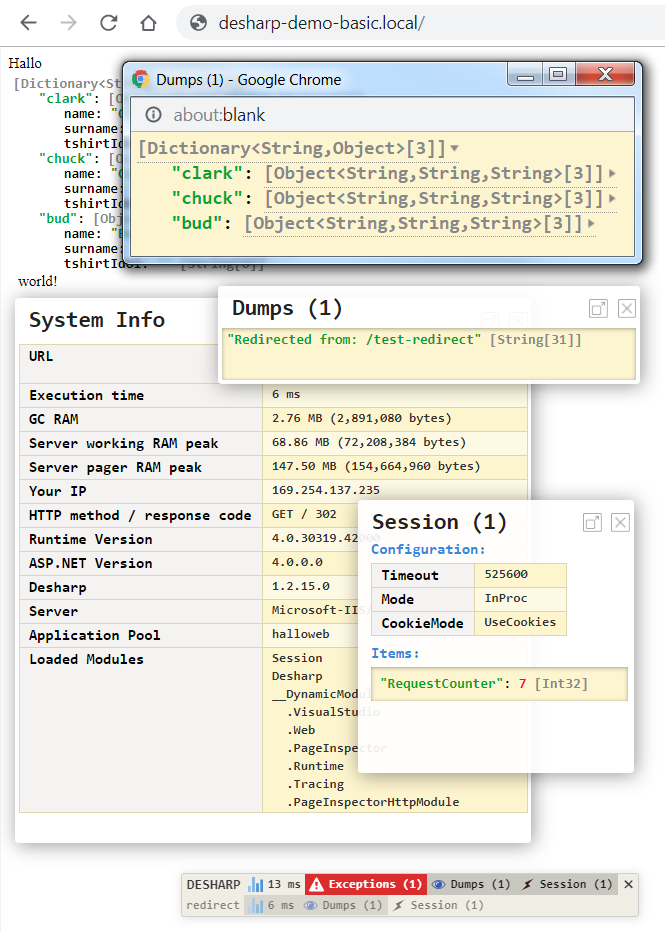 desharp-demo-basic.local/
Hallo
[Dictionary<St
"clark": [O
name: "
surname:
tshirtId
"chuck": [O
name: "
surname:
tshirtId
"bud": [Obj
name: "
surname:
world!
Dumps (1) - Google Chrome
about:blank
[Dictionary<String,Object>[3]]
"clark": [Object<String,String,String>[3]]
"chuck": [Object<String,String,String>[3]]
"bud": [Object<String,String,String>[3]]
System Info
URL
Execution time 6 ms
GC RAM 2.76 MB (2,891,080 bytes)
Server working RAM peak 68.86 MB (72,208,384 bytes)
Server pager RAM peak 147.50 MB (154,664,960 bytes)
Your IP 169.254.137.235
HTTP method / response code GET / 302
Runtime Version 4.0.30319.42000
ASP.NET Version 4.0.0.0
Desharp 1.2.15.0
Server Microsoft-IIS/
Application Pool halloweb
Loaded Modules Session
Desharp
__DynamicModul
.VisualStudio
.Web
.PageInspector
.Runtime
.Tracing
.PageInspectorHttpModule
Dumps (1)
"Redirected from: /test-redirect" [String[31]]
Session (1)
Configuration:
Timeout 525600
Mode InProc
CookieMode UseCookies
Items:
"RequestCounter": 7 [Int32]
DESHARP 13 ms Exceptions (1) Dumps (1) Session (1)
redirect 6 ms Dumps (1) Session (1)